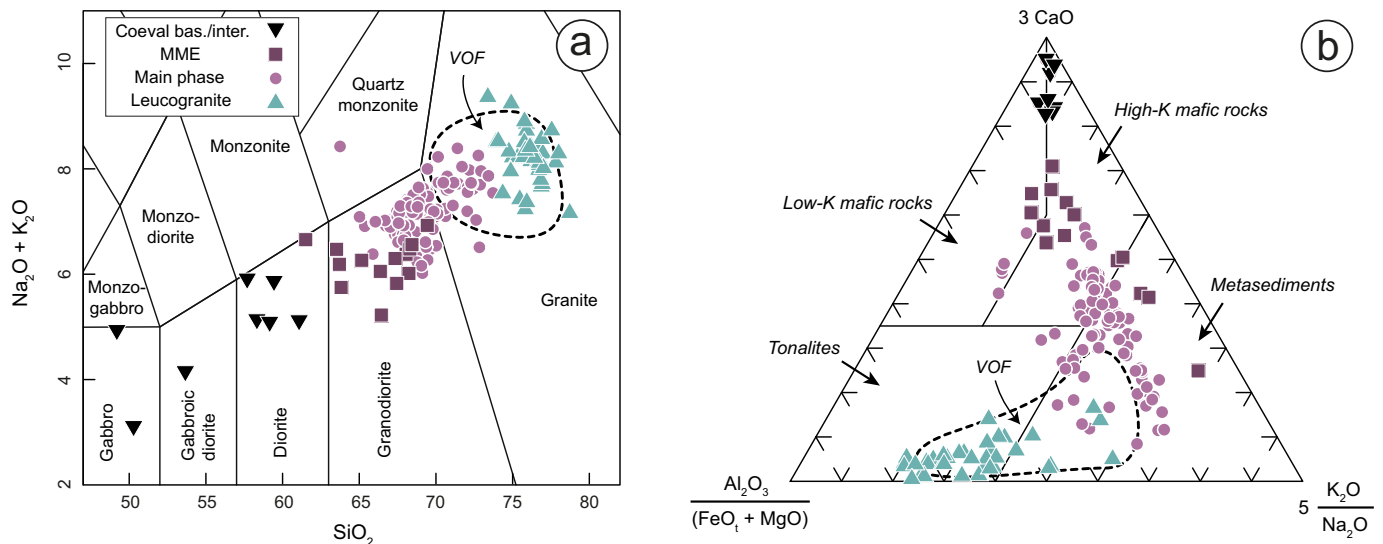 a
Coeval bas./inter.
MME
Main phase
Leucogranite
VOF
Quartz
monzonite
Monzonite
Monzo-
diorite
Monzo-
gabbro
Gabbro
Gabbroic
diorite
Diorite
Granodiorite
Granite
10
8
6
4
2
Na₂O + K₂O
50
55
60
65
70
75
80
SiO₂
b
3 CaO
High-K mafic rocks
Low-K mafic rocks
Metasediments
Tonalites
VOF
Al₂O₃
(FeOₜ + MgO)
5 K₂O
Na₂O